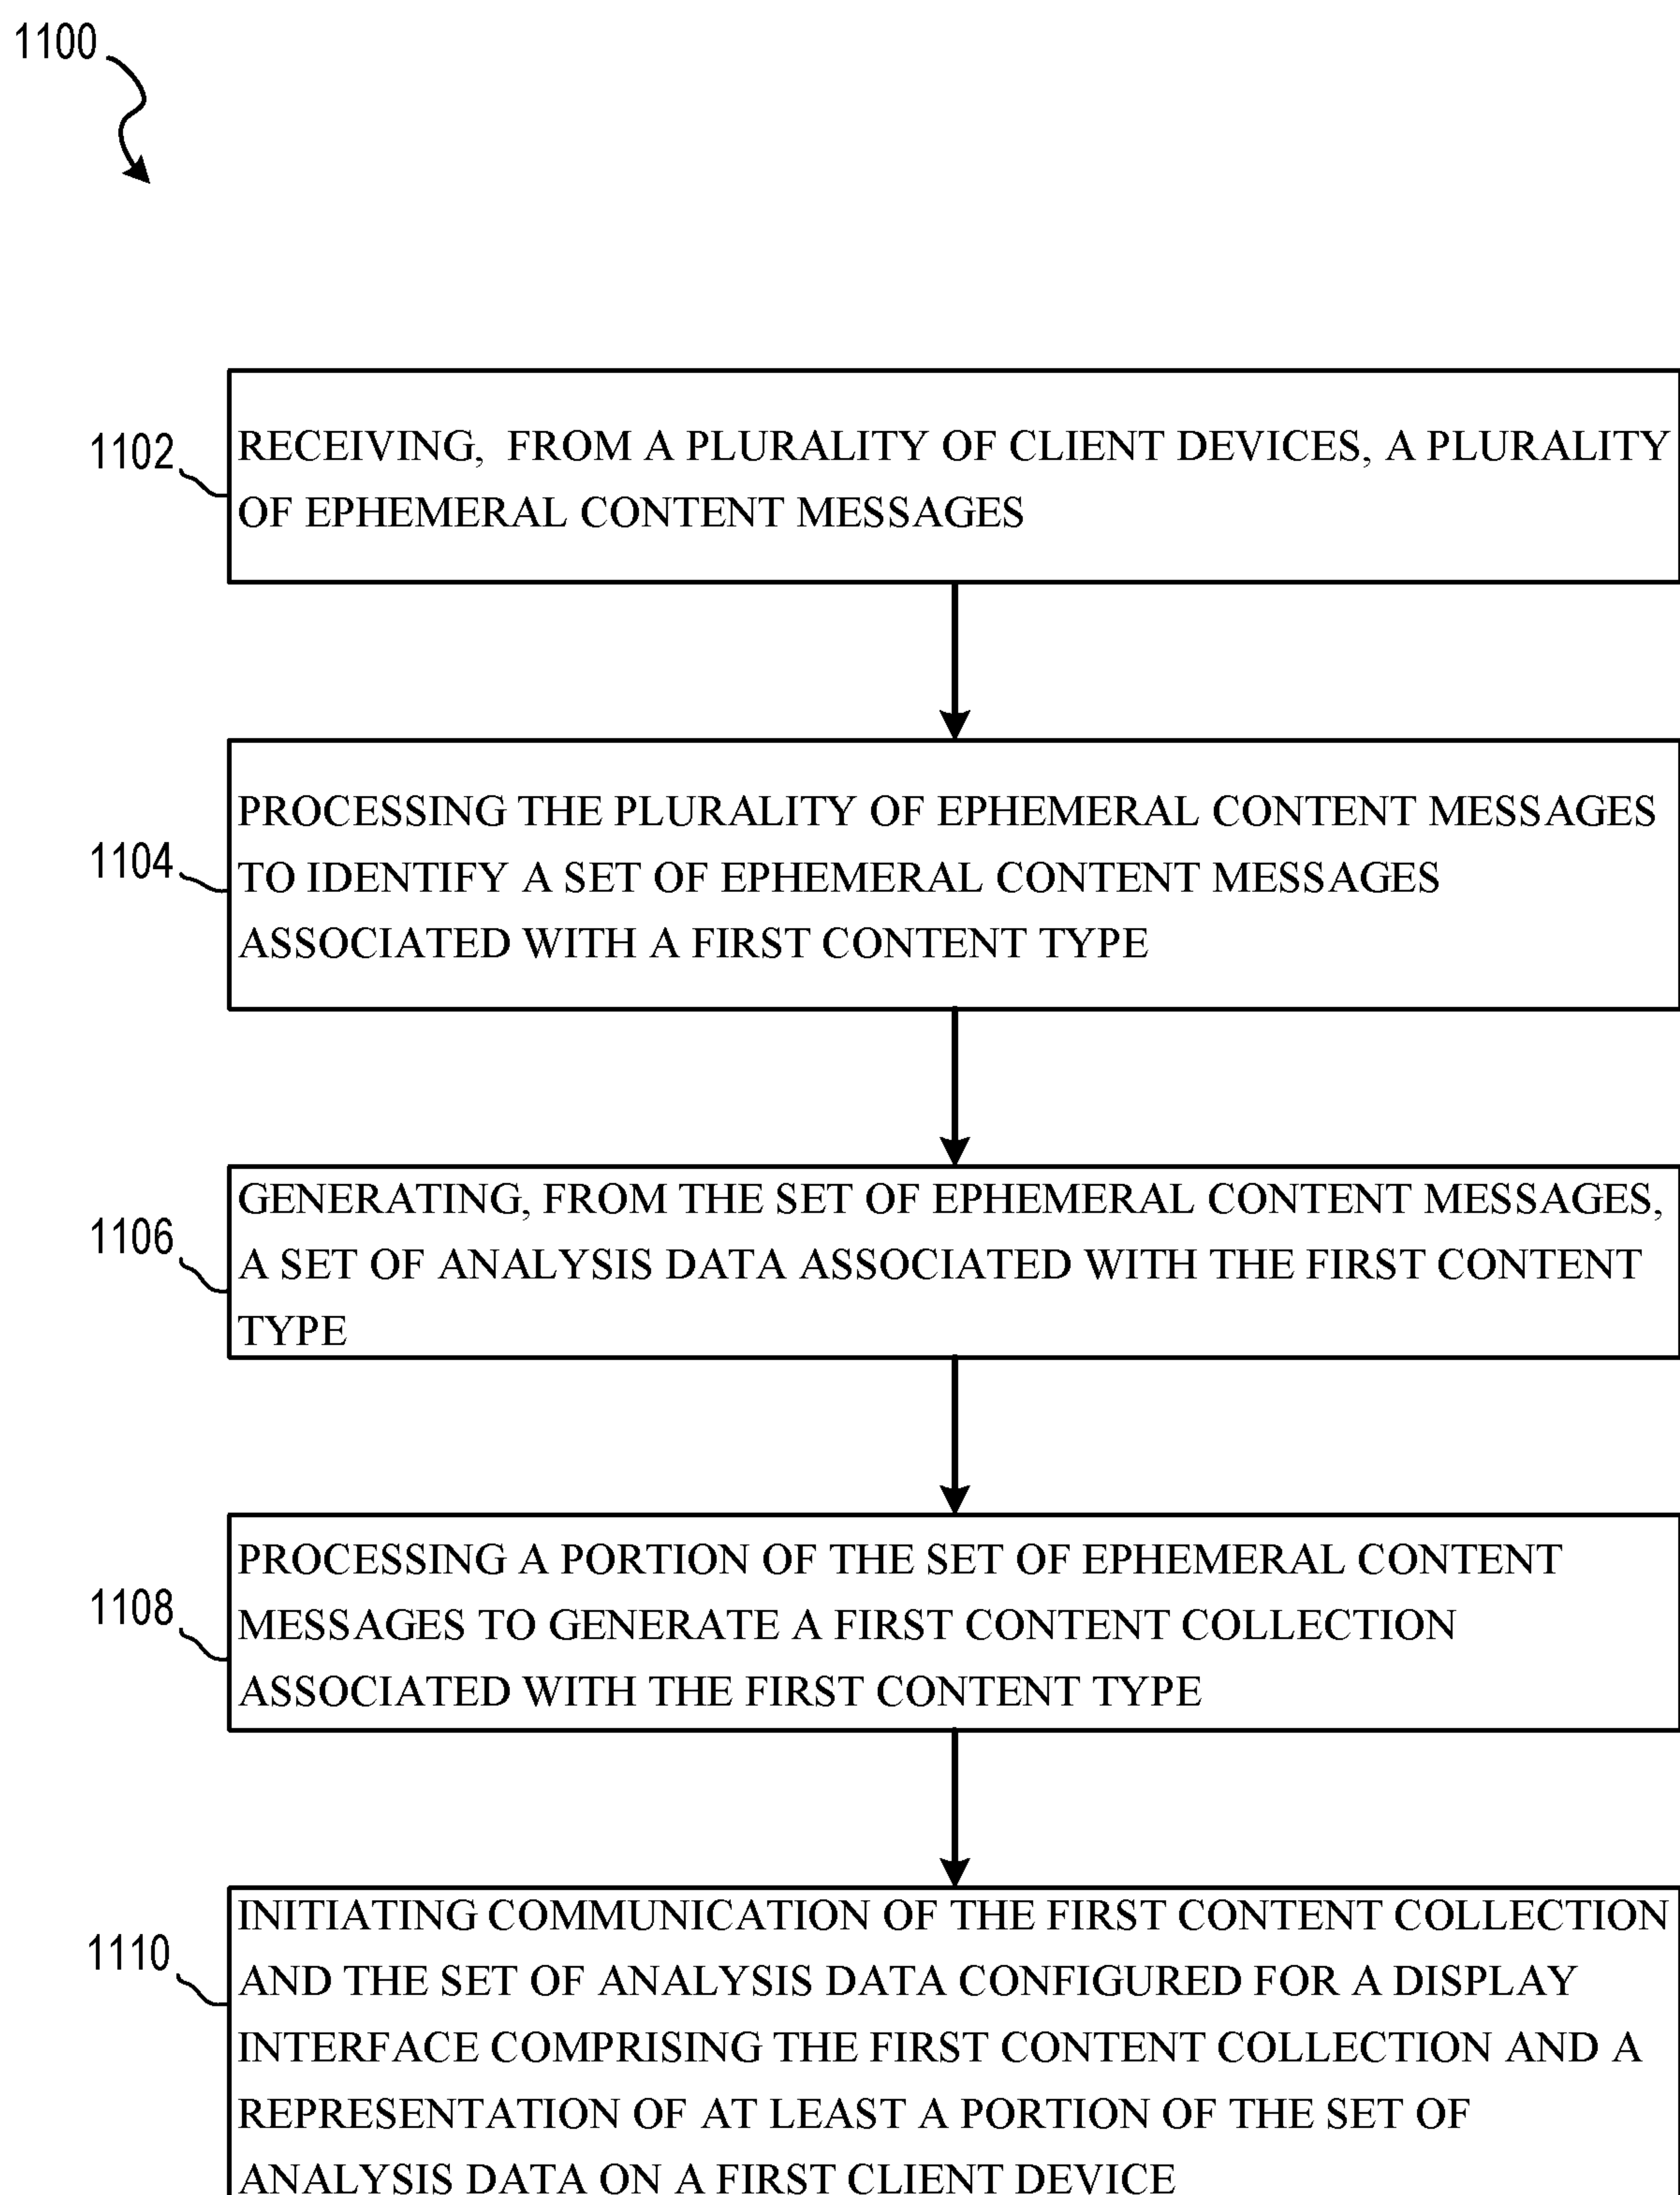 1100
1102
RECEIVING, FROM A PLURALITY OF CLIENT DEVICES, A PLURALITY
OF EPHEMERAL CONTENT MESSAGES
1104
PROCESSING THE PLURALITY OF EPHEMERAL CONTENT MESSAGES
TO IDENTIFY A SET OF EPHEMERAL CONTENT MESSAGES
ASSOCIATED WITH A FIRST CONTENT TYPE
1106
GENERATING, FROM THE SET OF EPHEMERAL CONTENT MESSAGES,
A SET OF ANALYSIS DATA ASSOCIATED WITH THE FIRST CONTENT
TYPE
1108
PROCESSING A PORTION OF THE SET OF EPHEMERAL CONTENT
MESSAGES TO GENERATE A FIRST CONTENT COLLECTION
ASSOCIATED WITH THE FIRST CONTENT TYPE
1110
INITIATING COMMUNICATION OF THE FIRST CONTENT COLLECTION
AND THE SET OF ANALYSIS DATA CONFIGURED FOR A DISPLAY
INTERFACE COMPRISING THE FIRST CONTENT COLLECTION AND A
REPRESENTATION OF AT LEAST A PORTION OF THE SET OF
ANALYSIS DATA ON A FIRST CLIENT DEVICE